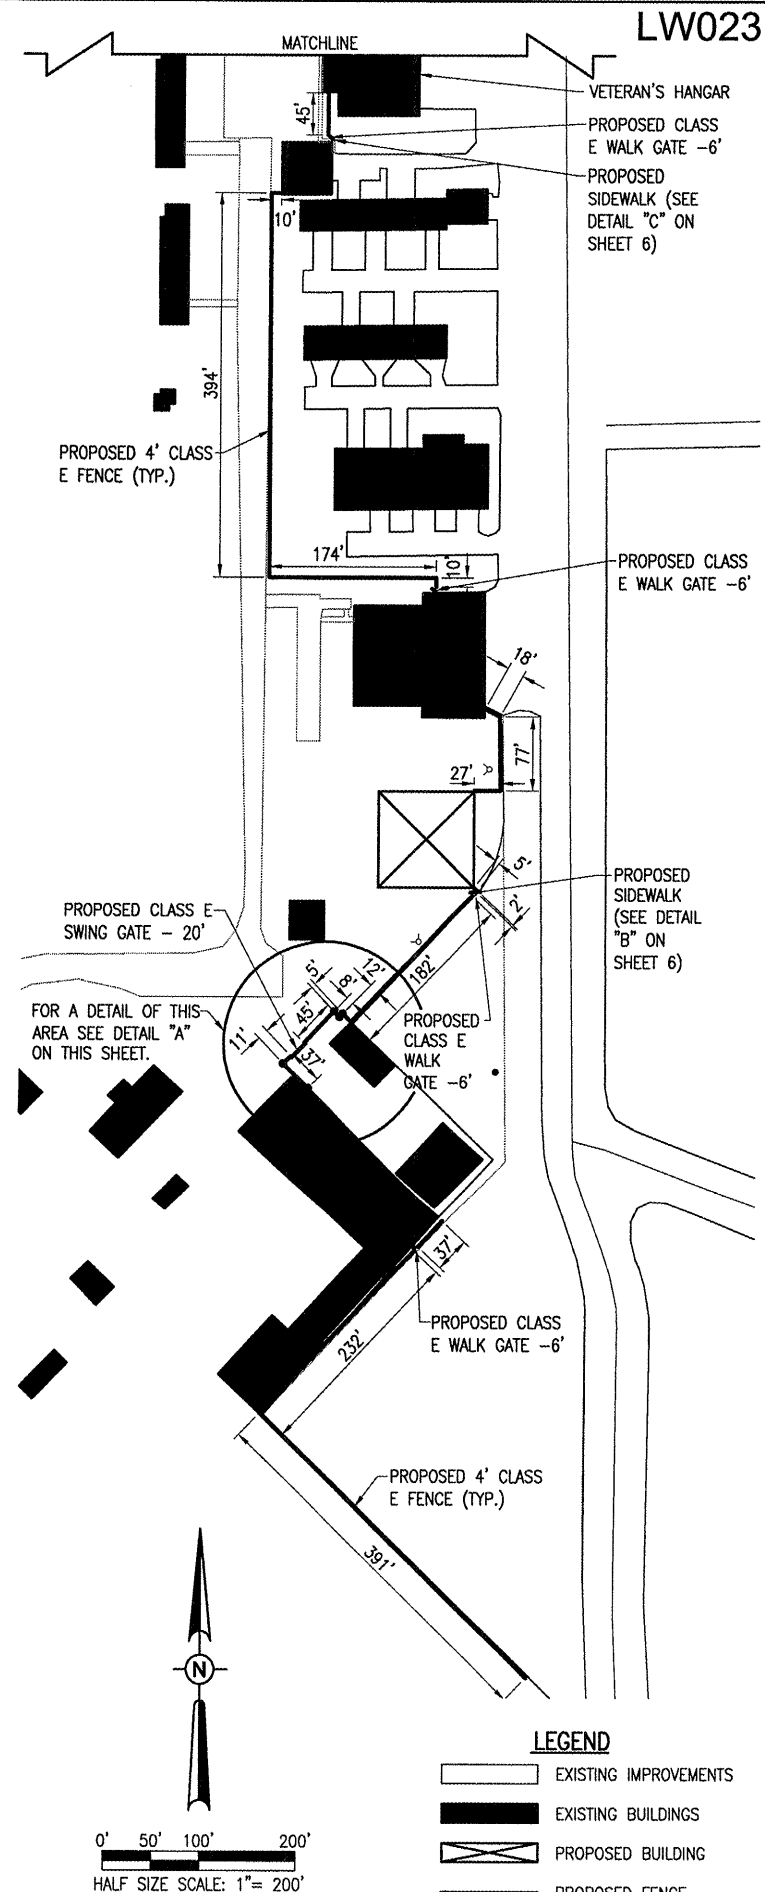 LW023
MATCHLINE
VETERAN'S HANGAR
45'
PROPOSED CLASS
E WALK GATE -6'
PROPOSED
SIDEWALK (SEE
DETAIL "C" ON
SHEET 6)
10'
394'
PROPOSED 4' CLASS
E FENCE (TYP.)
174'
10'
PROPOSED CLASS
E WALK GATE -6'
18'
77'
27'
5'
2'
PROPOSED
SIDEWALK
(SEE DETAIL
"B" ON
SHEET 6)
PROPOSED CLASS E
SWING GATE - 20'
182'
12'
8'
5'
45'
11'
37'
FOR A DETAIL OF THIS
AREA SEE DETAIL "A"
ON THIS SHEET.
PROPOSED
CLASS E
WALK
GATE -6'
37'
PROPOSED CLASS
E WALK GATE -6'
232'
PROPOSED 4' CLASS
E FENCE (TYP.)
391'
N
LEGEND
EXISTING IMPROVEMENTS
EXISTING BUILDINGS
PROPOSED BUILDING
PROPOSED FENCE
0' 50' 100' 200'
HALF SIZE SCALE: 1"= 200'